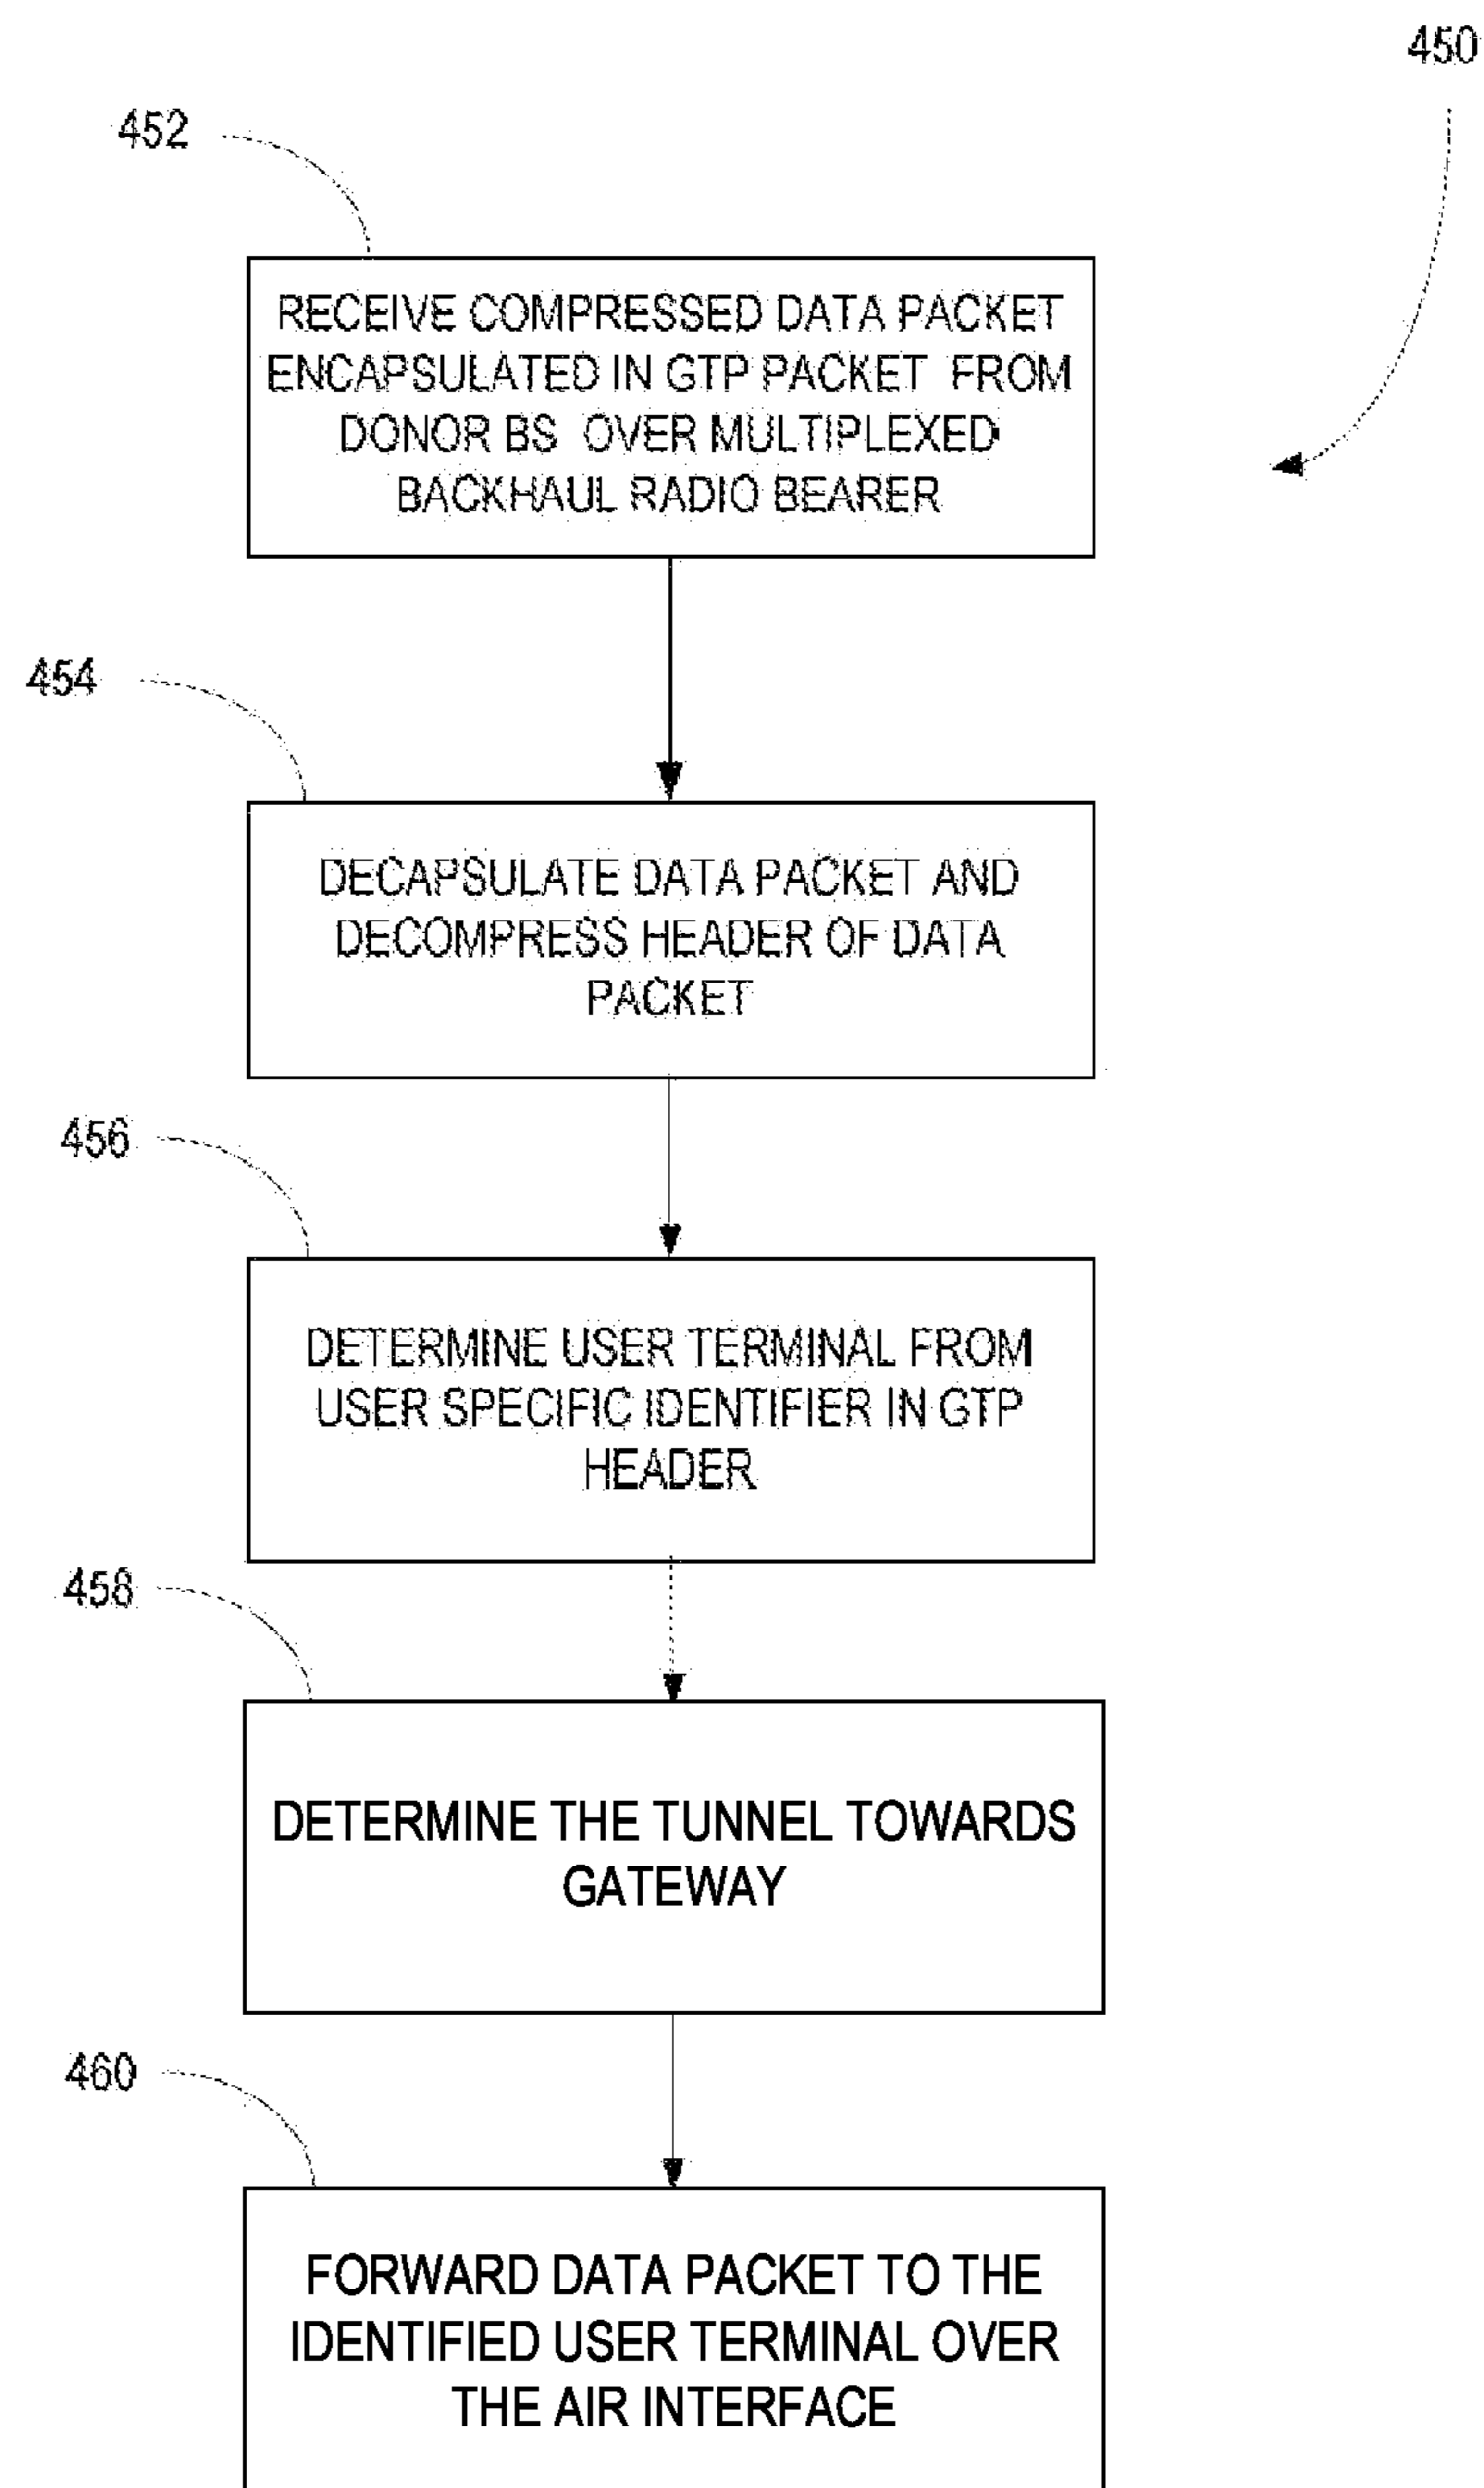 450
452
RECEIVE COMPRESSED DATA PACKET
ENCAPSULATED IN GTP PACKET FROM
DONOR BS OVER MULTIPLEXED
BACKHAUL RADIO BEARER
454
DECAPSULATE DATA PACKET AND
DECOMPRESS HEADER OF DATA
PACKET
456
DETERMINE USER TERMINAL FROM
USER SPECIFIC IDENTIFIER IN GTP
HEADER
458
DETERMINE THE TUNNEL TOWARDS
GATEWAY
460
FORWARD DATA PACKET TO THE
IDENTIFIED USER TERMINAL OVER
THE AIR INTERFACE